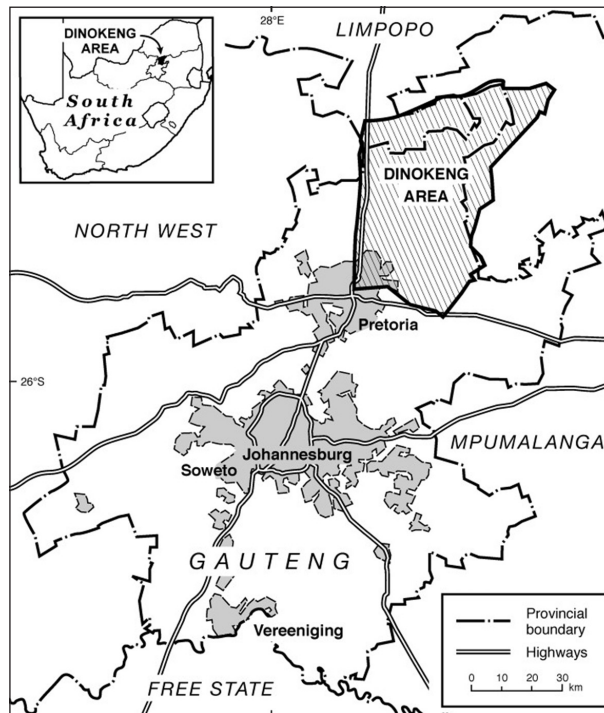 28°E
LIMPOPO
DINOKENG
AREA
South
Africa
DINOKENG
AREA
NORTH WEST
Pretoria
26°S
MPUMALANGA
Johannesburg
Soweto
GAUTENG
Vereeniging
FREE STATE
Provincial
boundary
Highways
0 10 20 30
km